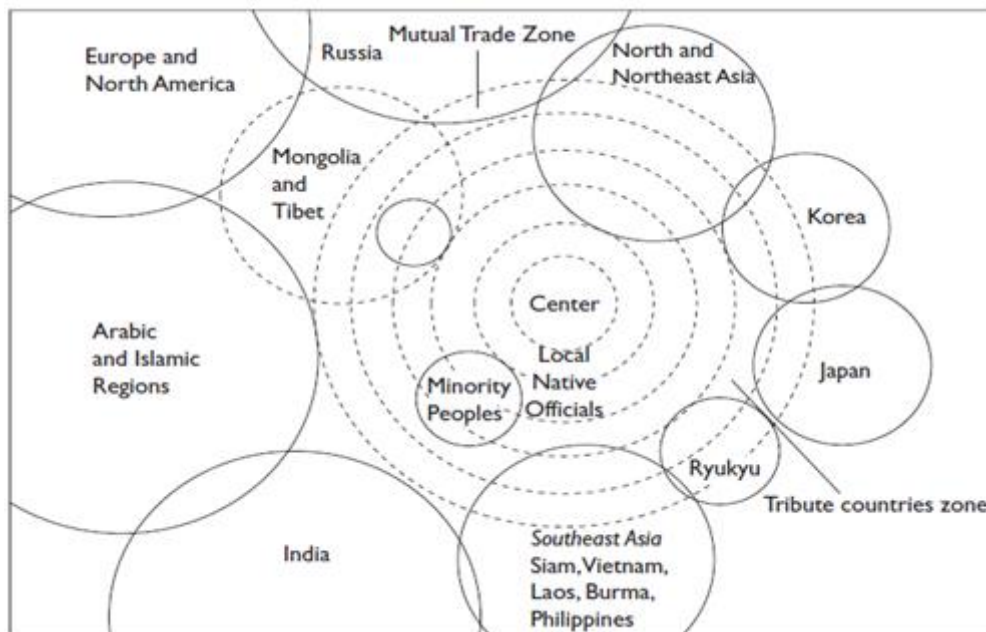 Mutual Trade Zone
Europe and
North America
Russia
North and
Northeast Asia
Mongolia
and
Tibet
Korea
Center
Arabic
and Islamic
Regions
Local
Native
Officials
Minority
Peoples
Japan
Ryukyu
Tribute countries zone
India
Southeast Asia
Siam, Vietnam,
Laos, Burma,
Philippines